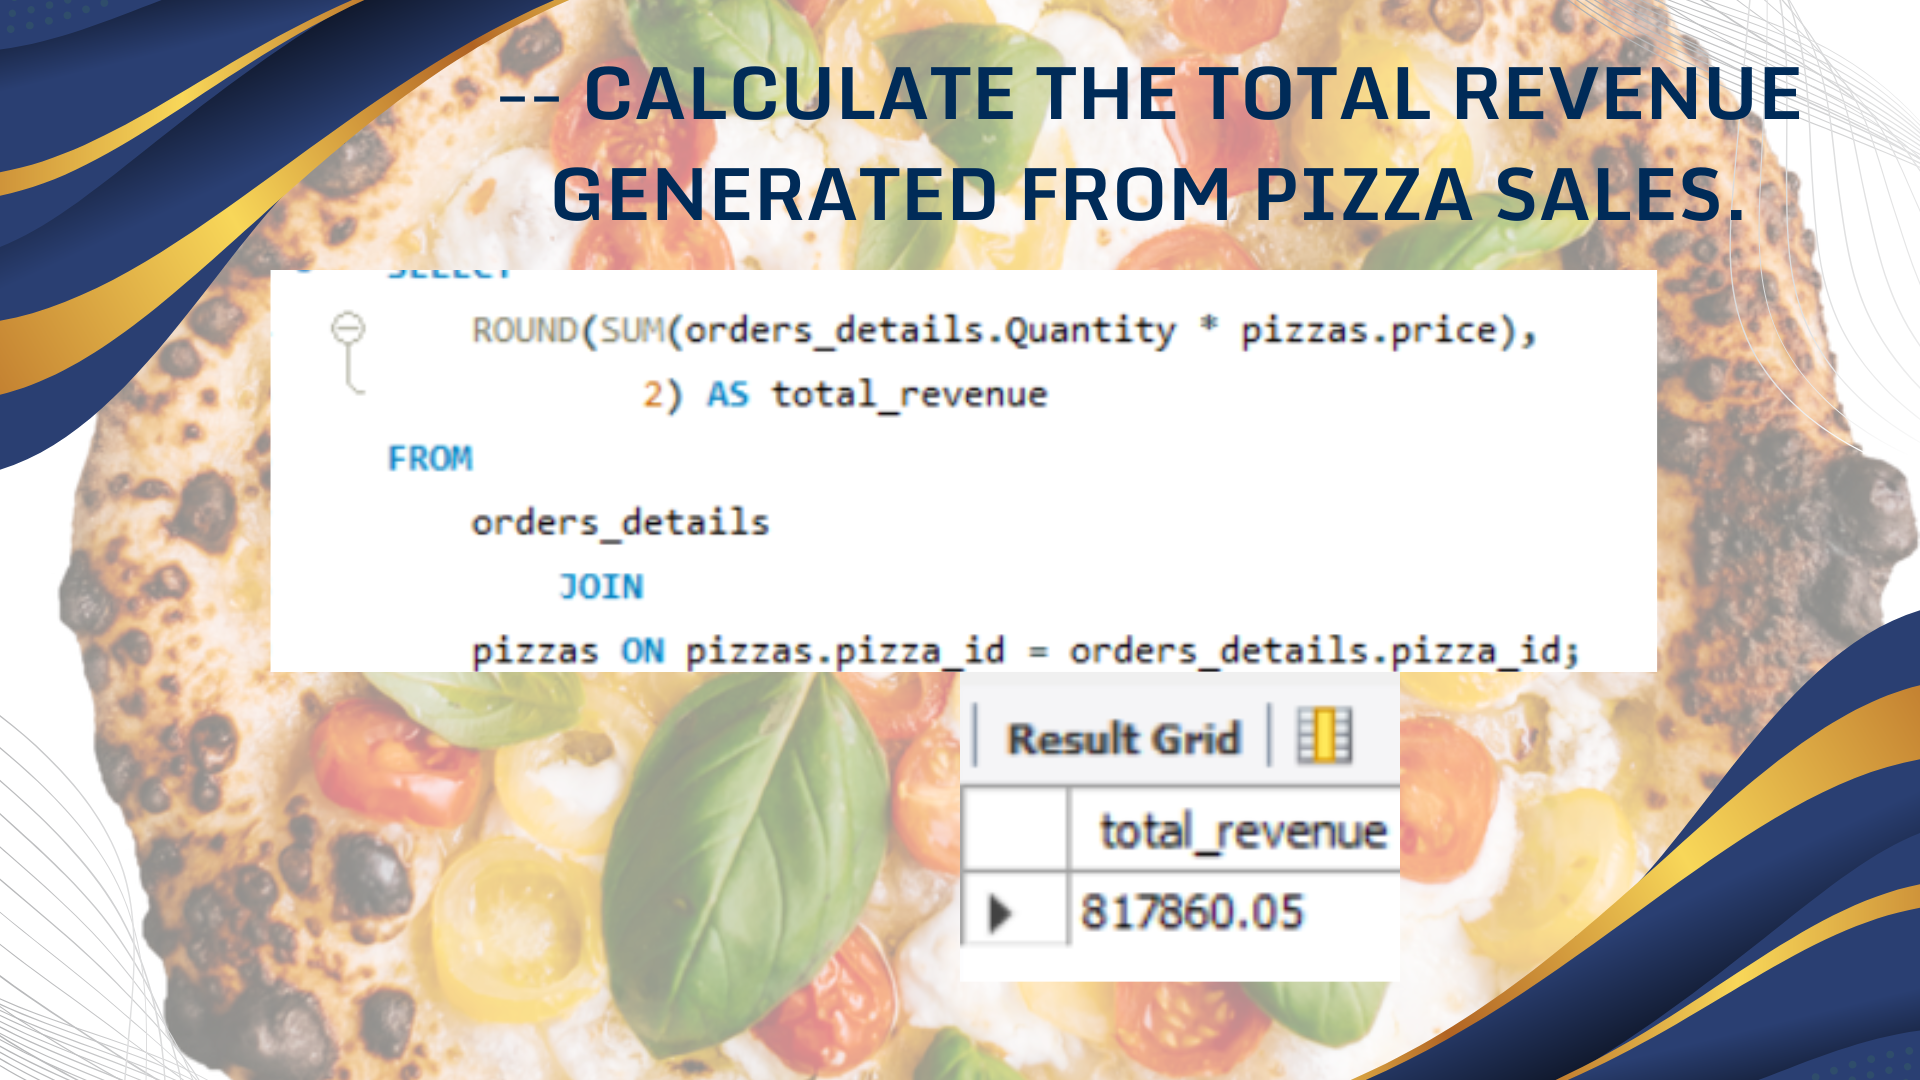 -- CALCULATE THE TOTAL REVENUE
GENERATED FROM PIZZA SALES.
SELECT
ROUND(SUM(orders_details.Quantity * pizzas.price),
2) AS total_revenue
FROM
orders_details
JOIN
pizzas ON pizzas.pizza_id = orders_details.pizza_id;
Result Grid
total_revenue
817860.05